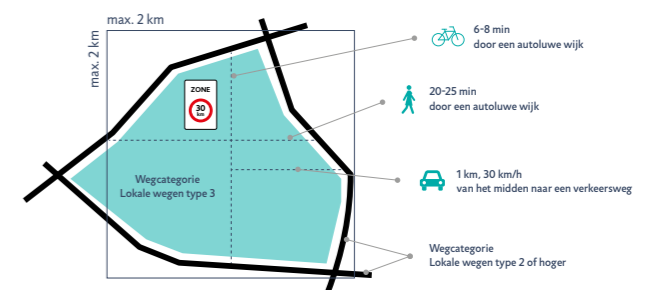 max. 2 km
max. 2 km
ZONE
30
km
Wegcategorie
Lokale wegen type 3
6-8 min
door een autoluwe wijk
20-25 min
door een autoluwe wijk
1 km, 30 km/h
van het midden naar een verkeersweg
Wegcategorie
Lokale wegen type 2 of hoger